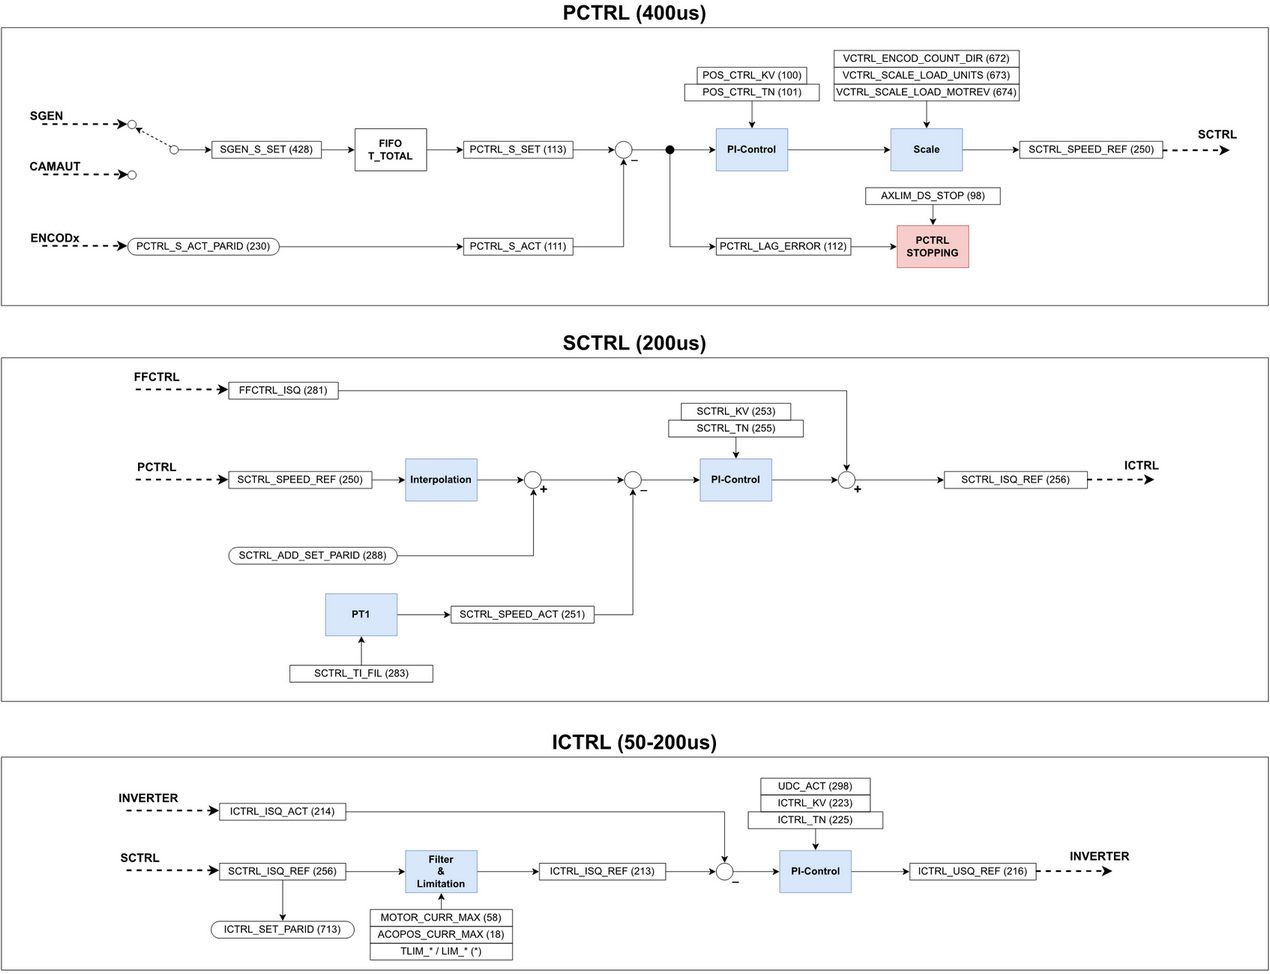 PCTRL (400us)
VCTRL_ENCOD_COUNT_DIR (672)
POS_CTRL_KV (100)
VCTRL_SCALE_LOAD_UNITS (673)
POS_CTRL_TN (101)
VCTRL_SCALE_LOAD_MOTREV (674)
SGEN
SCTRL
SGEN_S_SET (428)
FIFO
T_TOTAL
PCTRL_S_SET (113)
–
PI-Control
Scale
SCTRL_SPEED_REF (250)
CAMAUT
AXLIM_DS_STOP (98)
ENCODx
PCTRL_S_ACT_PARID (230)
PCTRL_S_ACT (111)
PCTRL_LAG_ERROR (112)
PCTRL
STOPPING
SCTRL (200us)
FFCTRL
FFCTRL_ISQ (281)
SCTRL_KV (253)
SCTRL_TN (255)
PCTRL
ICTRL
SCTRL_SPEED_REF (250)
Interpolation
+
–
PI-Control
+
SCTRL_ISQ_REF (256)
SCTRL_ADD_SET_PARID (288)
PT1
SCTRL_SPEED_ACT (251)
SCTRL_TI_FIL (283)
ICTRL (50-200us)
UDC_ACT (298)
INVERTER
ICTRL_ISQ_ACT (214)
ICTRL_KV (223)
ICTRL_TN (225)
SCTRL
INVERTER
SCTRL_ISQ_REF (256)
Filter
&
Limitation
ICTRL_ISQ_REF (213)
–
PI-Control
ICTRL_USQ_REF (216)
ICTRL_SET_PARID (713)
MOTOR_CURR_MAX (58)
ACOPOS_CURR_MAX (18)
TLIM_* / LIM_* (*)